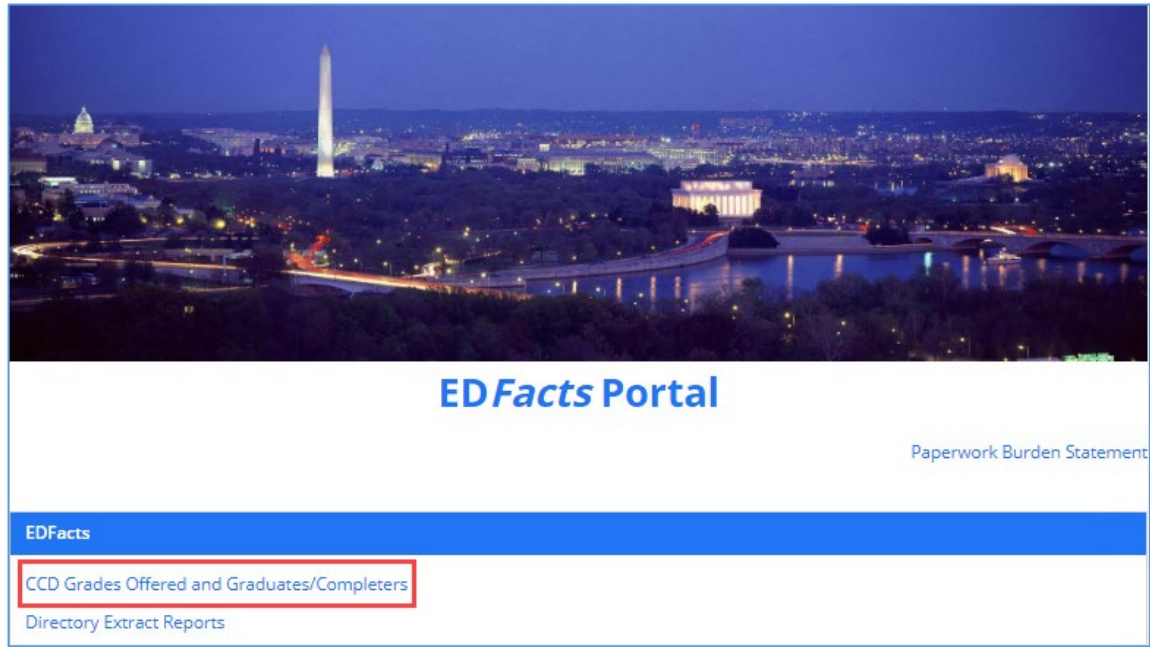 EDFacts Portal
Paperwork Burden Statement
EDFacts
CCD Grades Offered and Graduates/Completers
Directory Extract Reports